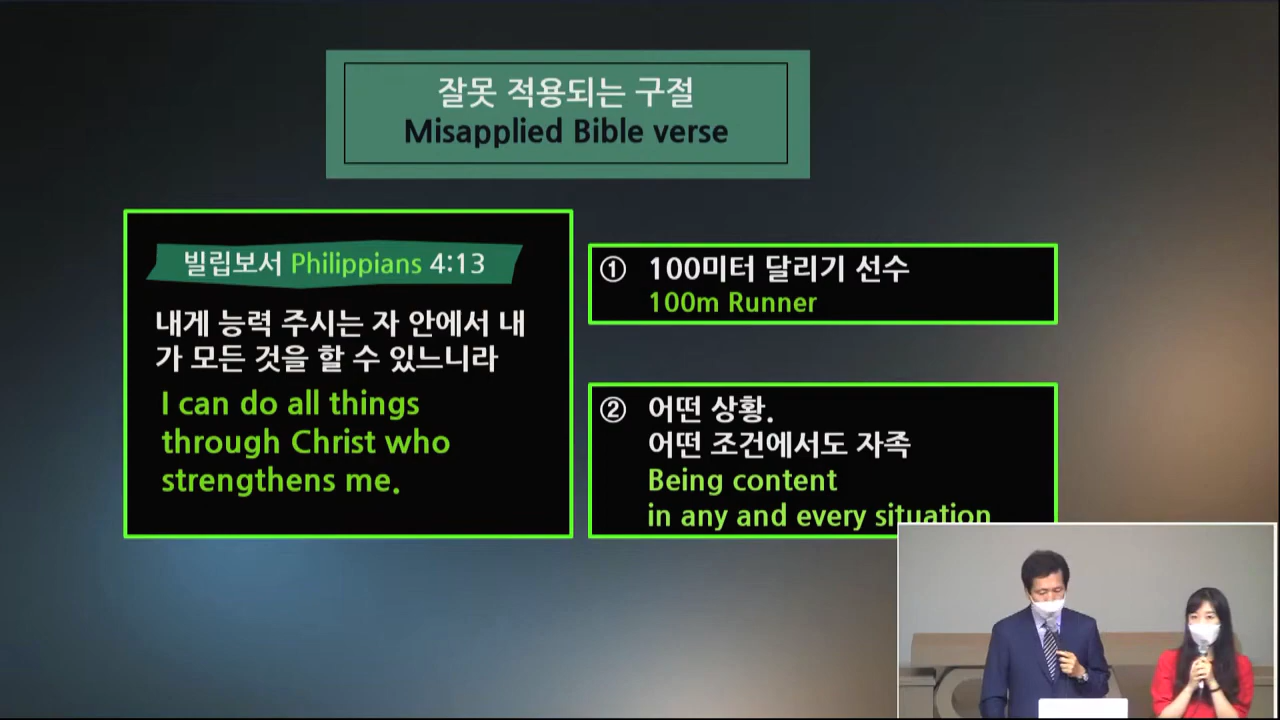 잘못 적용되는 구절
Misapplied Bible verse
빌립보서 Philippians 4:13
내게 능력 주시는 자 안에서 내
가 모든 것을 할 수 있느니라
I can do all things
through Christ who
strengthens me.
① 100미터 달리기 선수
100m Runner
② 어떤 상황.
어떤 조건에서도 자족
Being content
in any and every situation